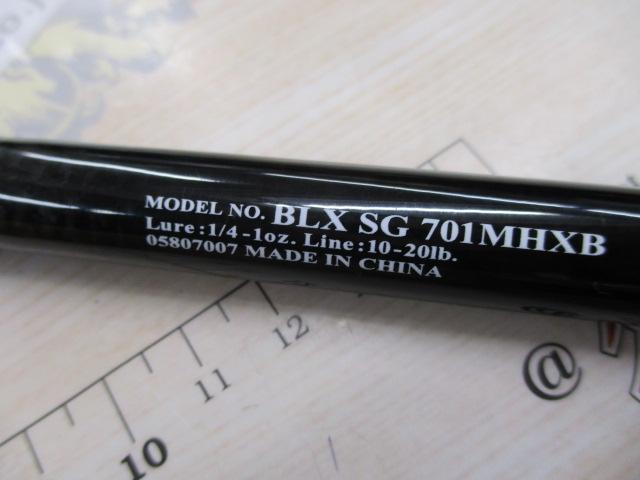 MODEL NO. BLX SG 701MHXB
Lure:1/4-1oz. Line:10-20lb.
05807007 MADE IN CHINA
10
11
12
@